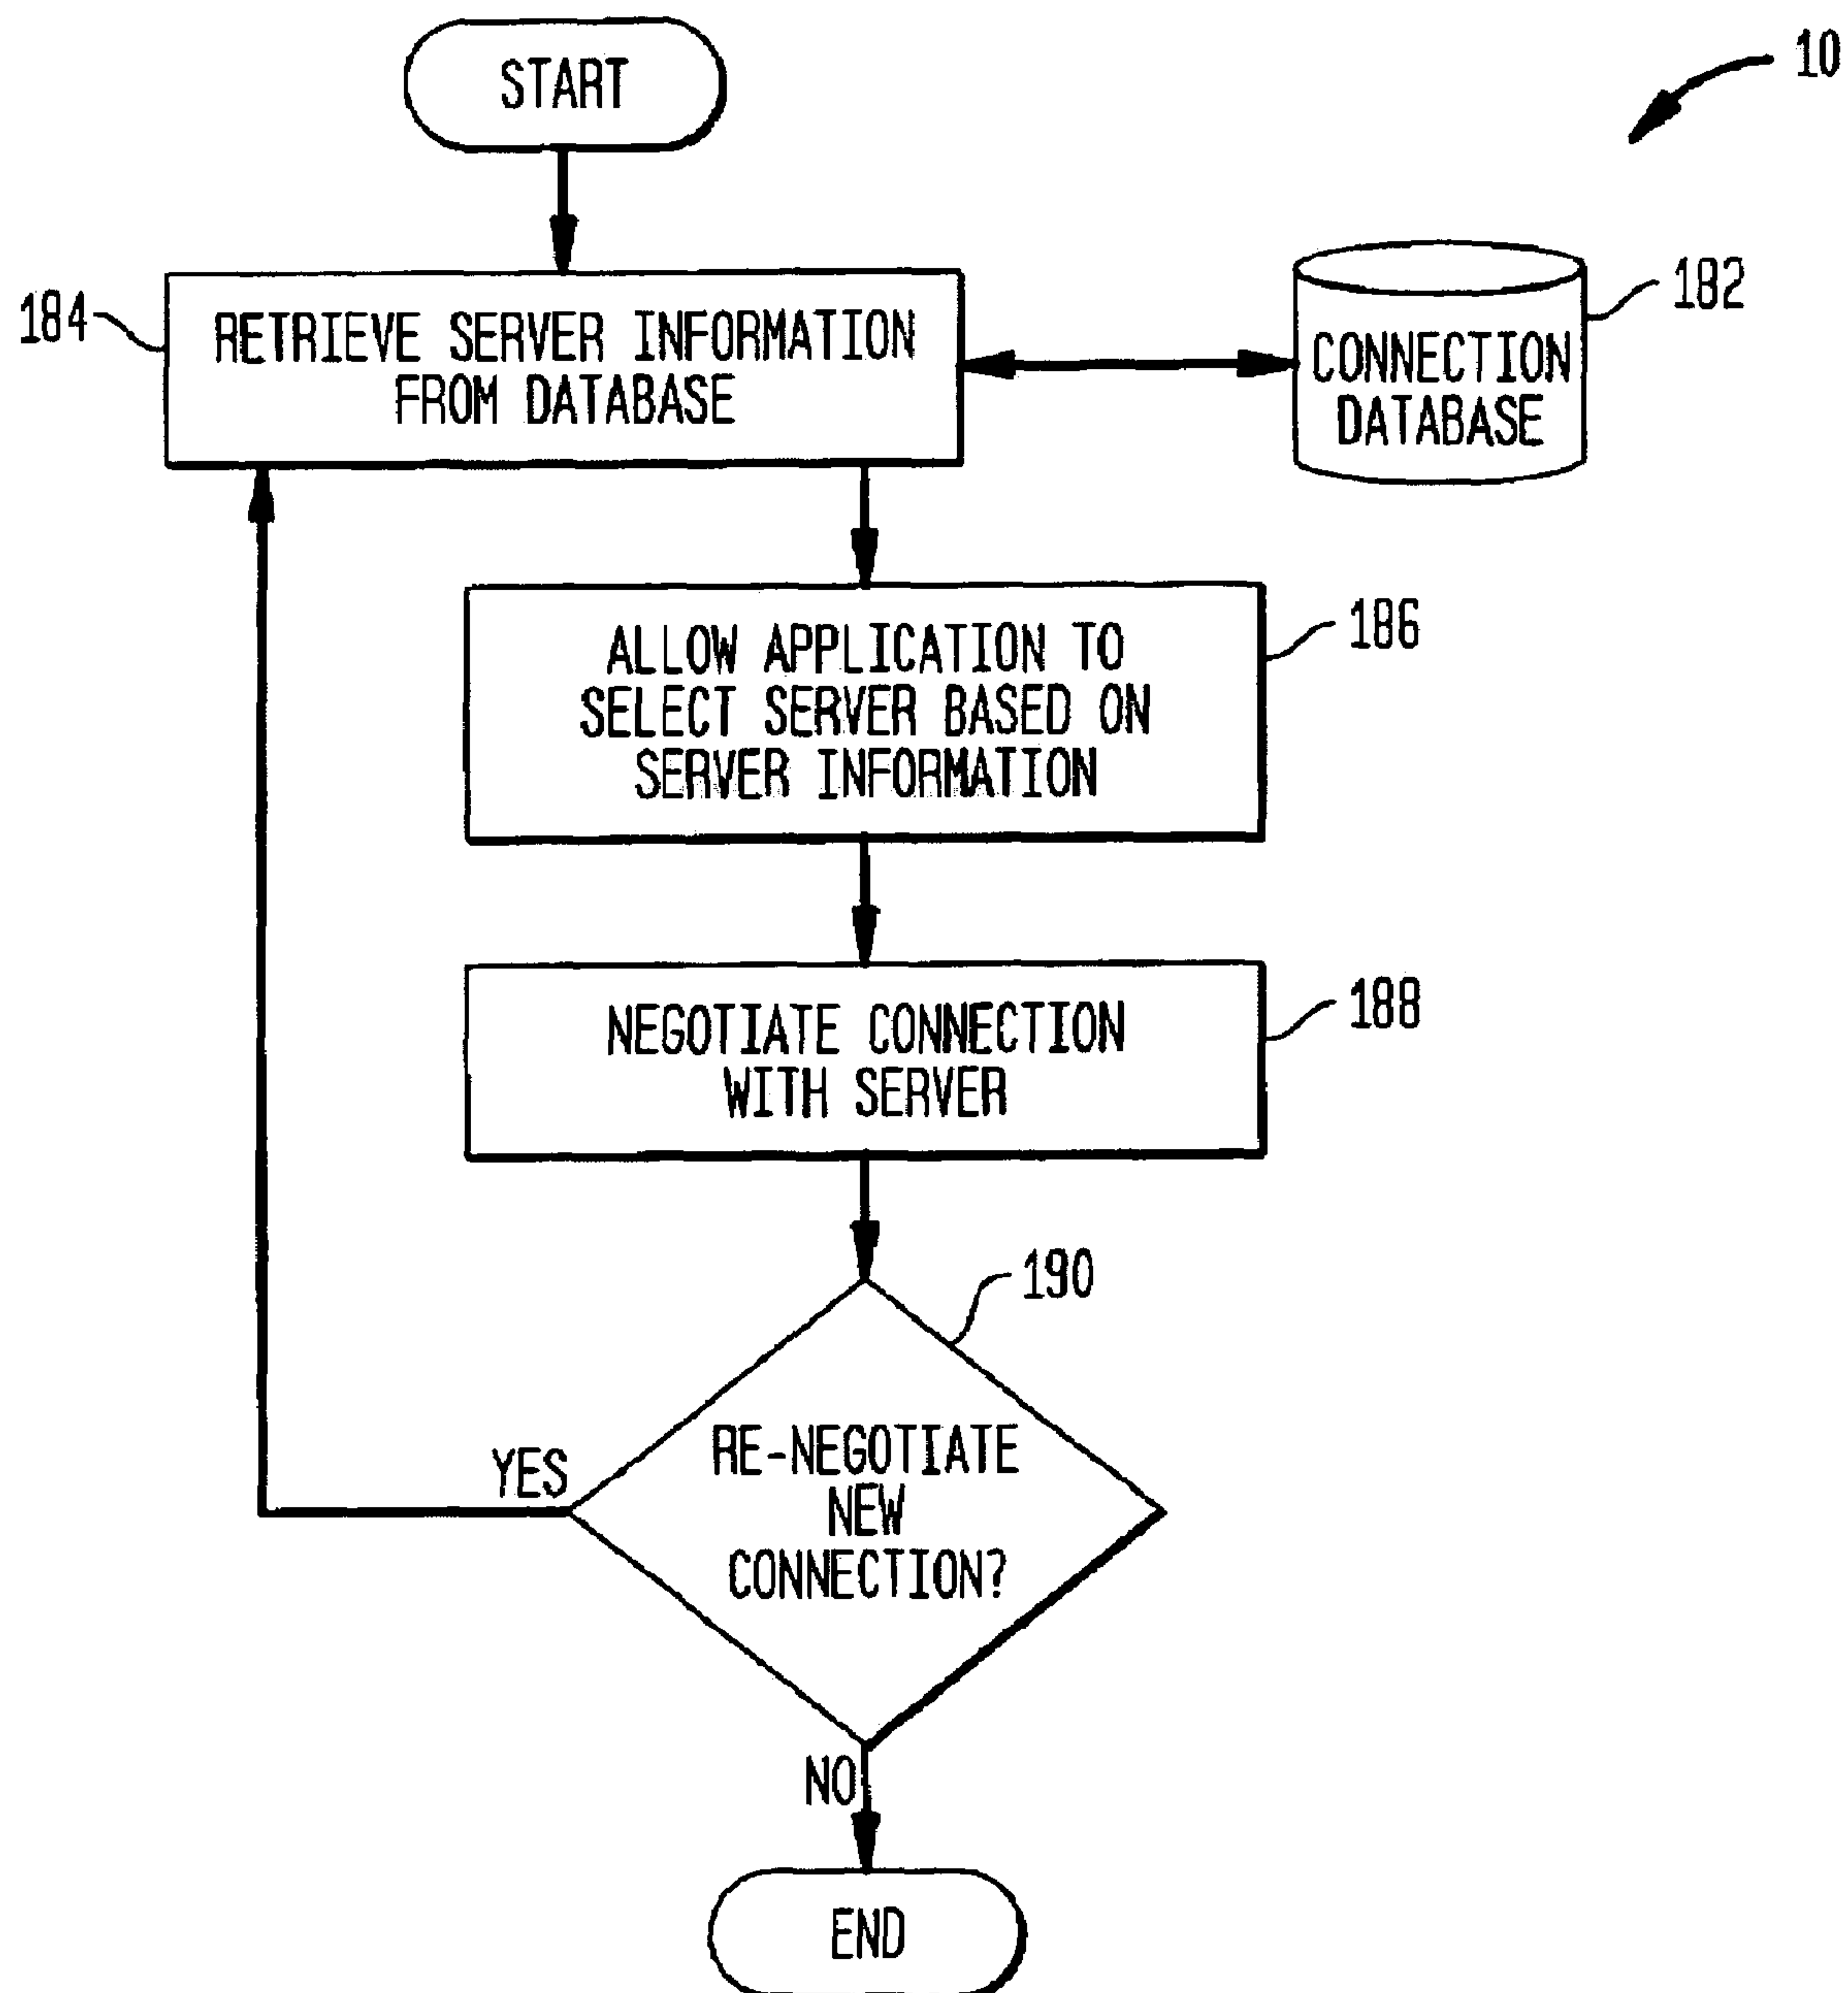 START
10
184
RETRIEVE SERVER INFORMATION
FROM DATABASE
182
CONNECTION
DATABASE
ALLOW APPLICATION TO
SELECT SERVER BASED ON
SERVER INFORMATION
186
NEGOTIATE CONNECTION
WITH SERVER
188
190
RE-NEGOTIATE
NEW
CONNECTION?
YES
NO
END